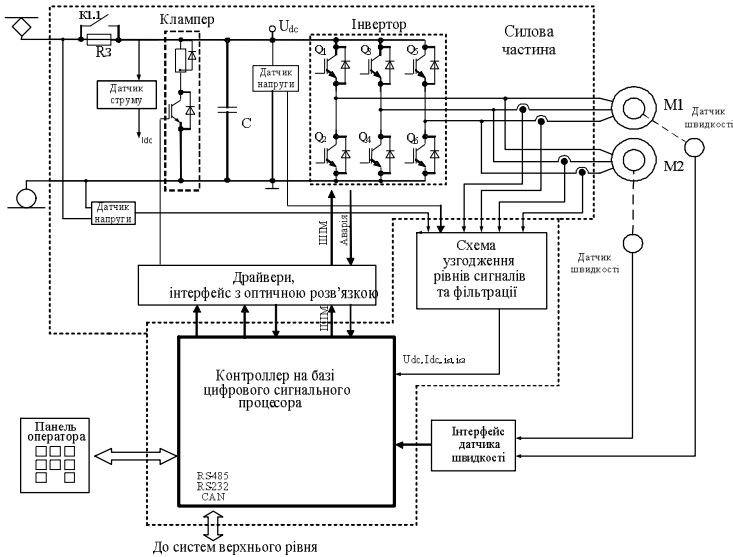 К1.1
Rз
Клампер
Udc
Інвертор
Силова
частина
Датчик
струму
Idc
C
Датчик
напруги
Q1
Q3
Q5
Q2
Q4
Q6
M1
M2
Датчик
швидкості
Датчик
швидкості
Датчик
напруги
ШІМ
Аварія
Схема
узгодження
рівнів сигналів
та фільтрації
Драйвери,
інтерфейс з оптичною розв'язкою
ШІМ
Udc, Idc, is1, is2
Контроллер на базі
цифрового сигнального
процесора
RS485
RS232
CAN
Панель
оператора
Інтерфейс
датчика
швидкості
До систем верхнього рівня